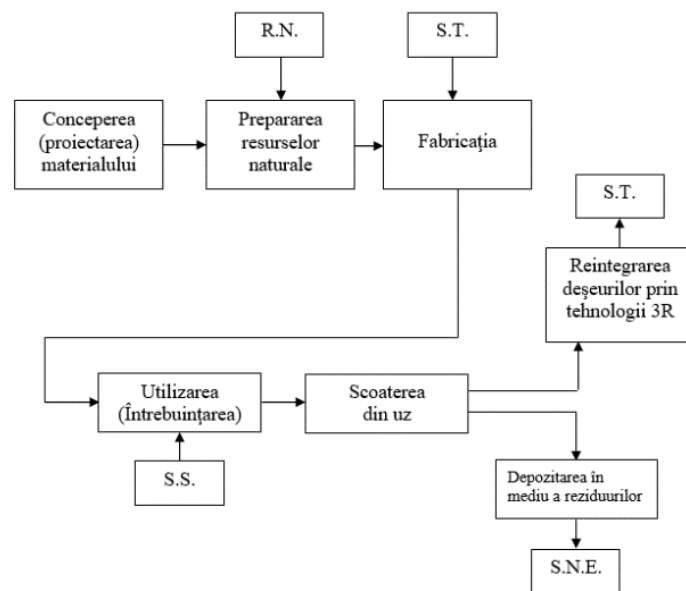 R.N.
S.T.
Conceperea
(proiectarea)
materialului
Prepararea
resurselor
naturale
Fabricaţia
S.T.
Reintegrarea
deşeurilor prin
tehnologii 3R
Utilizarea
(Întrebuinţarea)
Scoaterea
din uz
S.S.
Depozitarea în
mediu a reziduurilor
S.N.E.